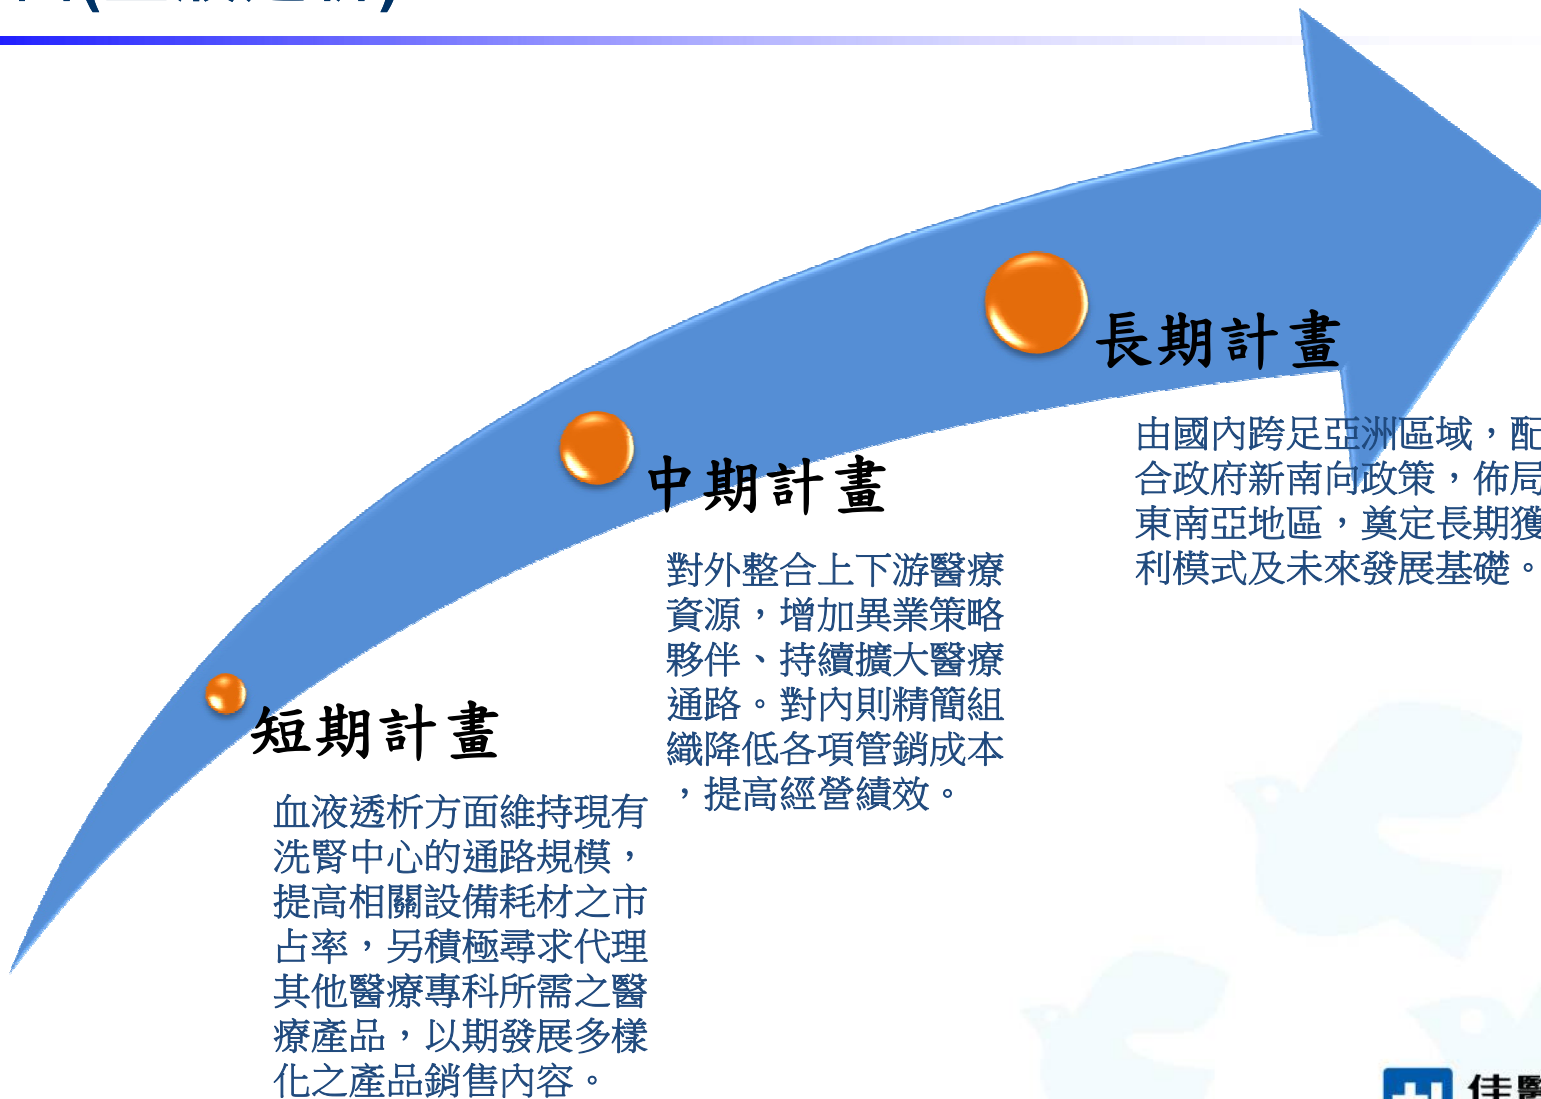 (血液透析)
短期計畫
血液透析方面維持現有
洗腎中心的通路規模，
提高相關設備耗材之市
占率，另積極尋求代理
其他醫療專科所需之醫
療產品，以期發展多樣
化之產品銷售內容。
中期計畫
對外整合上下游醫療
資源，增加異業策略
夥伴、持續擴大醫療
通路。對內則精簡組
織降低各項管銷成本
，提高經營績效。
長期計畫
由國內跨足亞洲區域，配
合政府新南向政策，佈局
東南亞地區，奠定長期獲
利模式及未來發展基礎。
佳醫